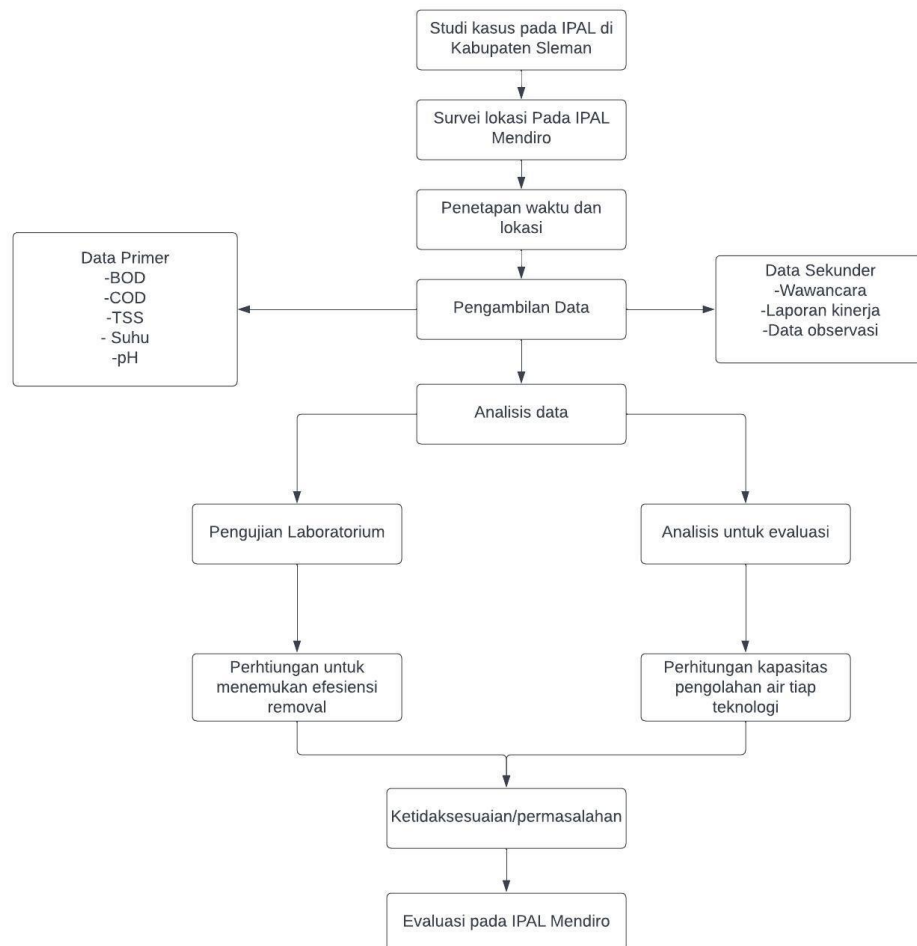 Studi kasus pada IPAL di
Kabupaten Sleman
Survei lokasi Pada IPAL
Mendiro
Penetapan waktu dan
lokasi
Data Primer
-BOD
-COD
-TSS
- Suhu
-pH
Pengambilan Data
Data Sekunder
-Wawancara
-Laporan kinerja
-Data observasi
Analisis data
Pengujian Laboratorium
Analisis untuk evaluasi
Perhtiungan untuk
menemukan efesiensi
removal
Perhitungan kapasitas
pengolahan air tiap
teknologi
Ketidaksesuaian/permasalahan
Evaluasi pada IPAL Mendiro